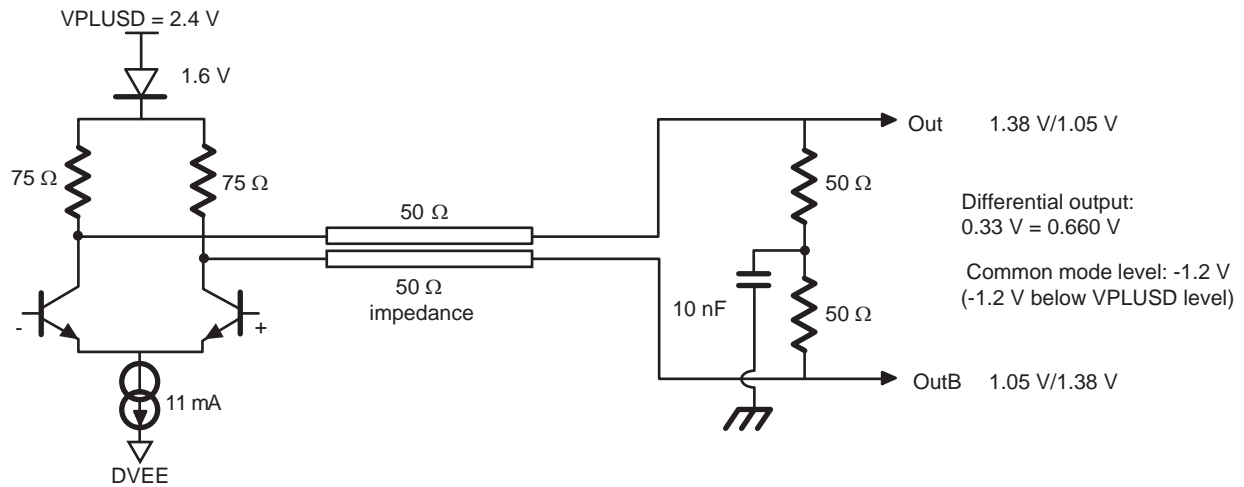 VPLUSD = 2.4 V
1.6 V
75 Ω
75 Ω
50 Ω
50 Ω
impedance
-
+
11 mA
DVEE
10 nF
50 Ω
50 Ω
Out 1.38 V/1.05 V
Differential output:
0.33 V = 0.660 V
Common mode level: -1.2 V
(-1.2 V below VPLUSD level)
OutB 1.05 V/1.38 V